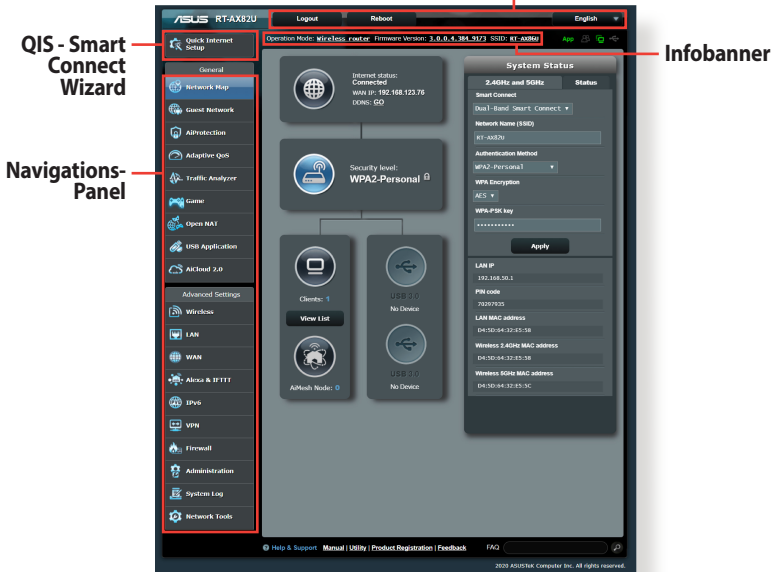 ASUS RT-AX82U
Logout
Reboot
English
QIS - Smart
Connect
Wizard
Quick Internet
Setup
Operation Mode: Wireless router Firmware Version: 3.0.0.4.384_9173 SSID: RT-AX86U
App
Infobanner
General
Network Map
Guest Network
AiProtection
Adaptive QoS
Traffic Analyzer
Game
Open NAT
USB Application
AiCloud 2.0
Navigations-
Panel
Advanced Settings
Wireless
LAN
WAN
Alexa & IFTTT
IPv6
VPN
Firewall
Administration
System Log
Network Tools
Internet status:
Connected
WAN IP: 192.168.123.76
DDNS: GO
Security level:
WPA2-Personal
Clients: 1
View List
AiMesh Node: 0
USB 3.0
No Device
USB 3.0
No Device
System Status
2.4GHz and 5GHz
Status
Smart Connect
Dual-Band Smart Connect
Network Name (SSID)
RT-AX82U
Authentication Method
WPA2-Personal
WPA Encryption
AES
WPA-PSK key
•••••••••••
Apply
LAN IP
192.168.50.1
PIN code
70297935
LAN MAC address
D4:5D:64:32:E5:58
Wireless 2.4GHz MAC address
D4:5D:64:32:E5:58
Wireless 5GHz MAC address
D4:5D:64:32:E5:5C
Help & Support Manual | Utility | Product Registration | Feedback
FAQ
2020 ASUSTeK Computer Inc. All rights reserved.